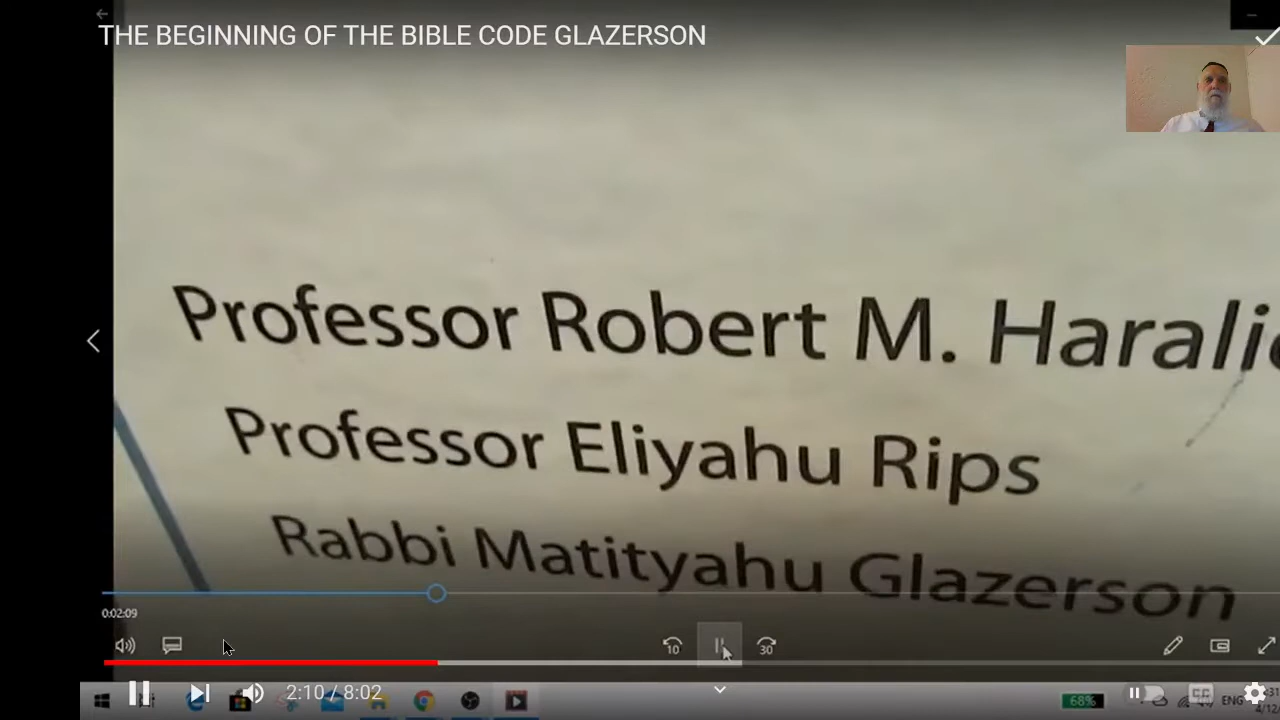 THE BEGINNING OF THE BIBLE CODE GLAZERSON
Professor Robert M. Haralic
Professor Eliyahu Rips
Rabbi Matityahu Glazerson
0:02:09
10
30
2:10 / 8:02
68%
CC
ENG